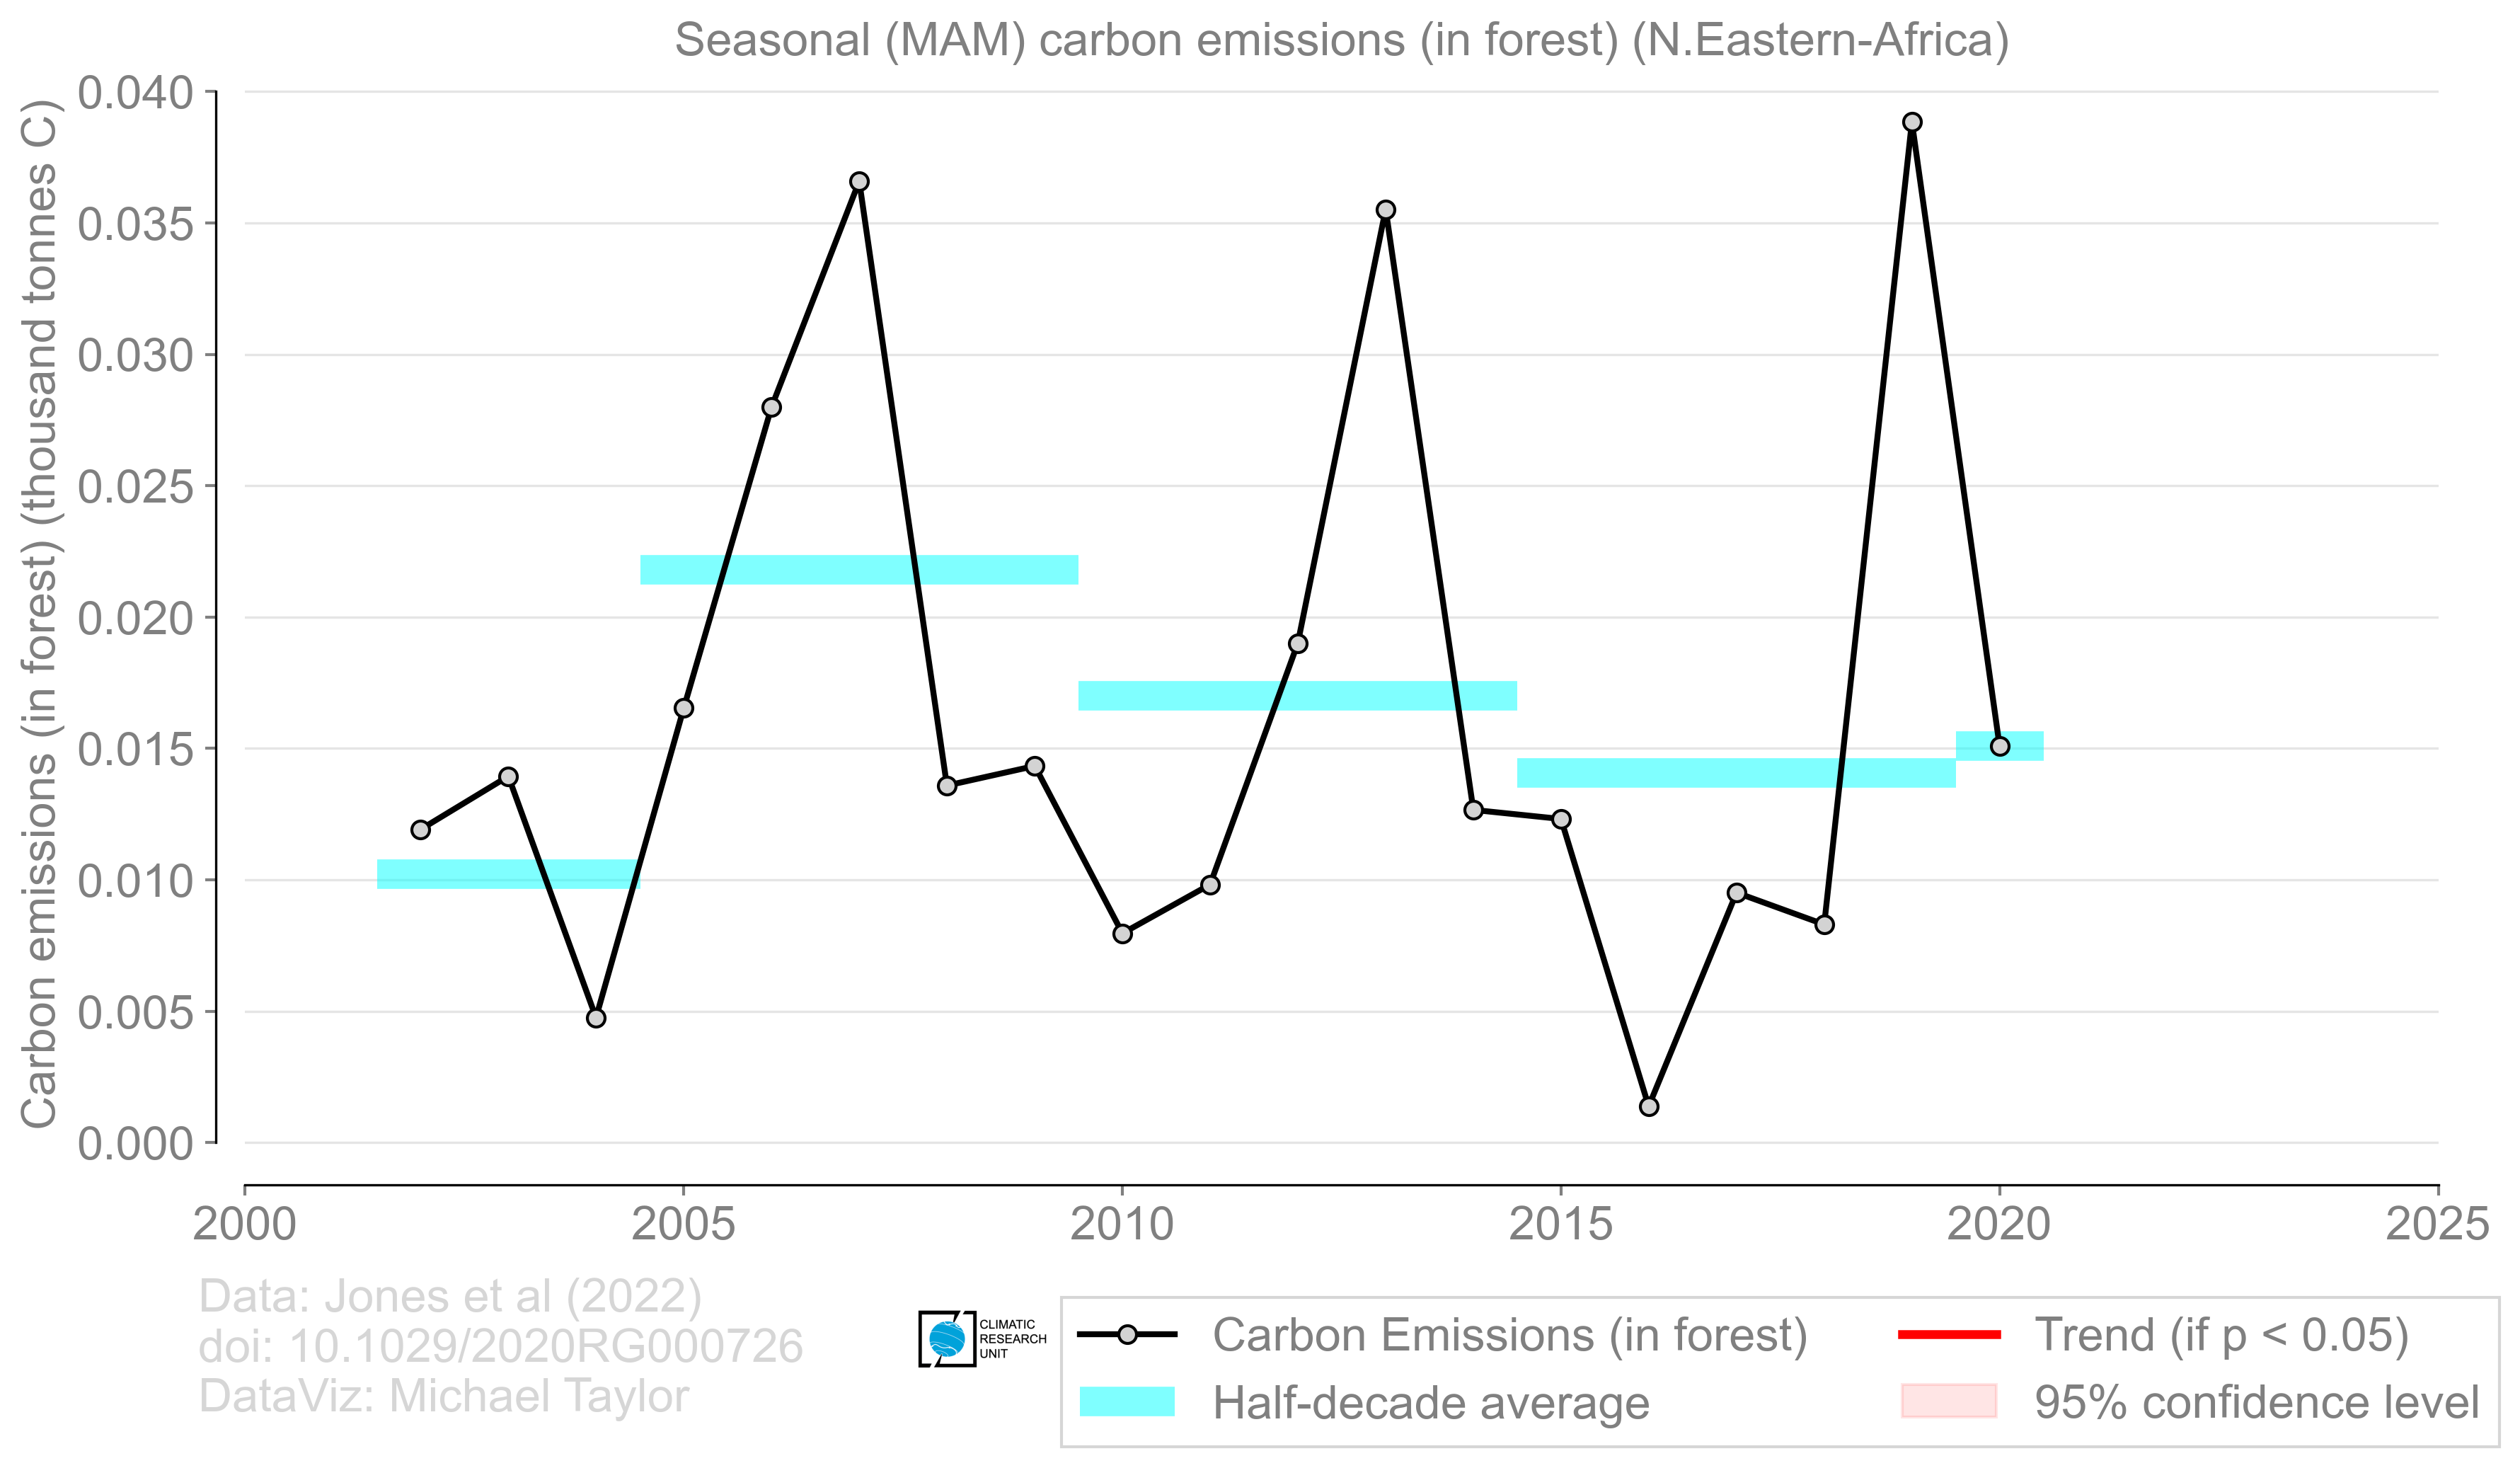 Seasonal (MAM) carbon emissions (in forest) (N.Eastern-Africa)
Carbon emissions (in forest) (thousand tonnes C)
0.040
0.035
0.030
0.025
0.020
0.015
0.010
0.005
0.000
2000 2005 2010 2015 2020 2025
Data: Jones et al (2022)
doi: 10.1029/2020RG000726
DataViz: Michael Taylor
CLIMATIC
RESEARCH
UNIT
Carbon Emissions (in forest)
Half-decade average
Trend (if p < 0.05)
95% confidence level